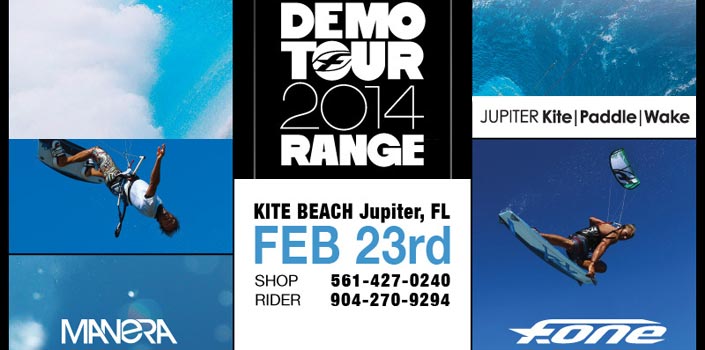 DEMO
TOUR
2014
RANGE
JUPITER Kite|Paddle|Wake
KITE BEACH Jupiter, FL
FEB 23rd
SHOP 561-427-0240
RIDER 904-270-9294
MANERA
F-one